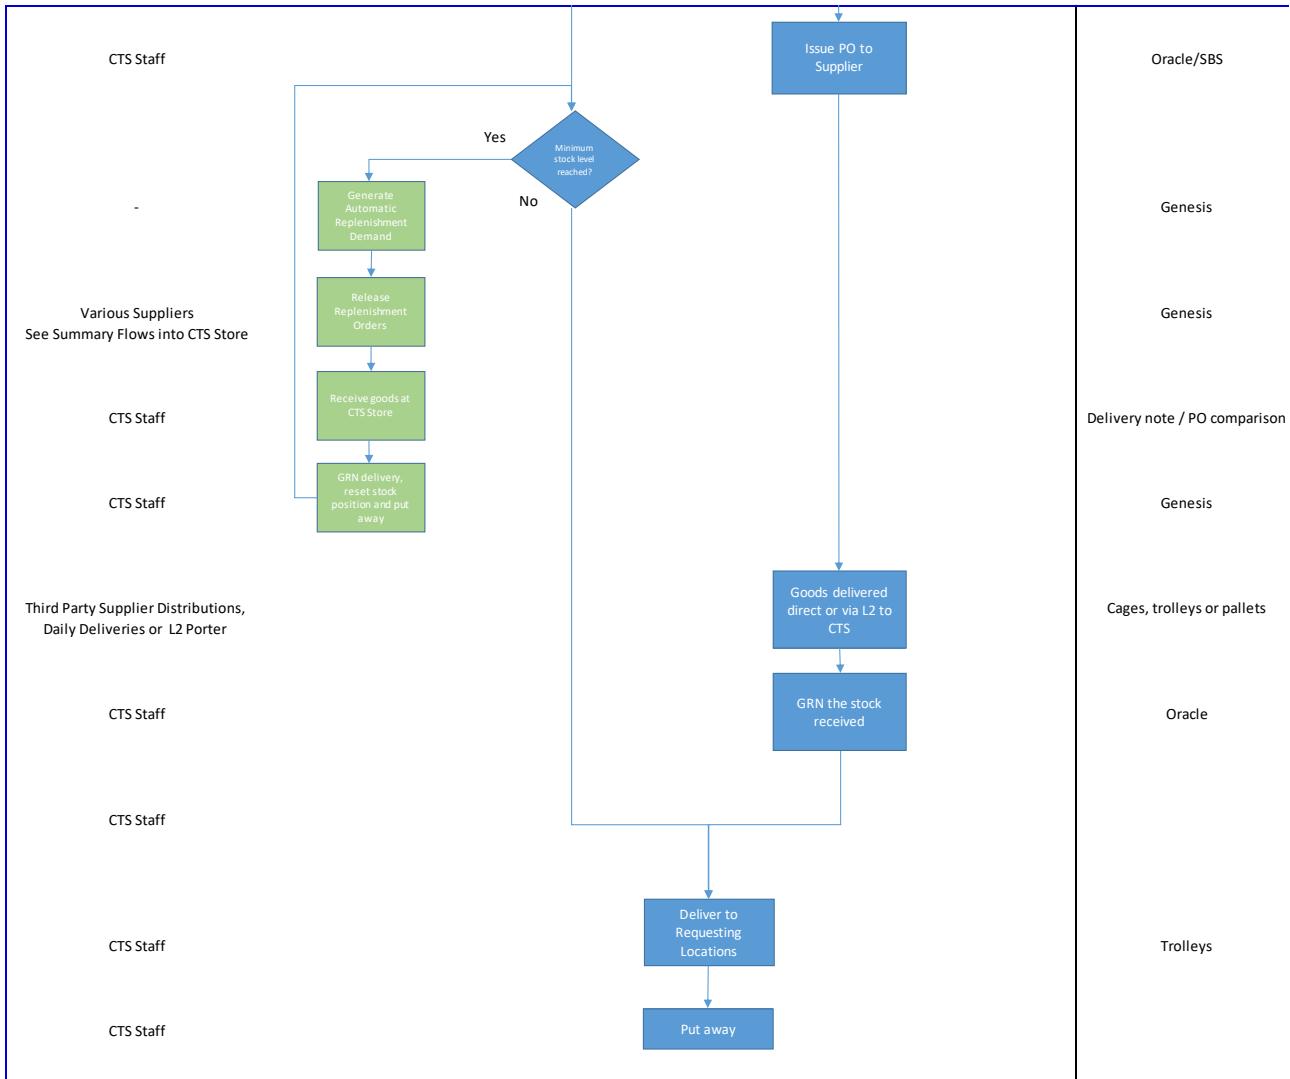 CTS Staff
Issue PO to
Supplier
Oracle/SBS
Yes
Minimum
stock level
reached?
No
-
Generate
Automatic
Replenishment
Demand
Genesis
Various Suppliers
See Summary Flows into CTS Store
Release
Replenishment
Orders
Genesis
CTS Staff
Receive goods at
CTS Store
Delivery note / PO comparison
CTS Staff
GRN delivery,
reset stock
position and put
away
Genesis
Third Party Supplier Distributions,
Daily Deliveries or L2 Porter
Goods delivered
direct or via L2 to
CTS
Cages, trolleys or pallets
CTS Staff
GRN the stock
received
Oracle
CTS Staff
CTS Staff
Deliver to
Requesting
Locations
Trolleys
CTS Staff
Put away